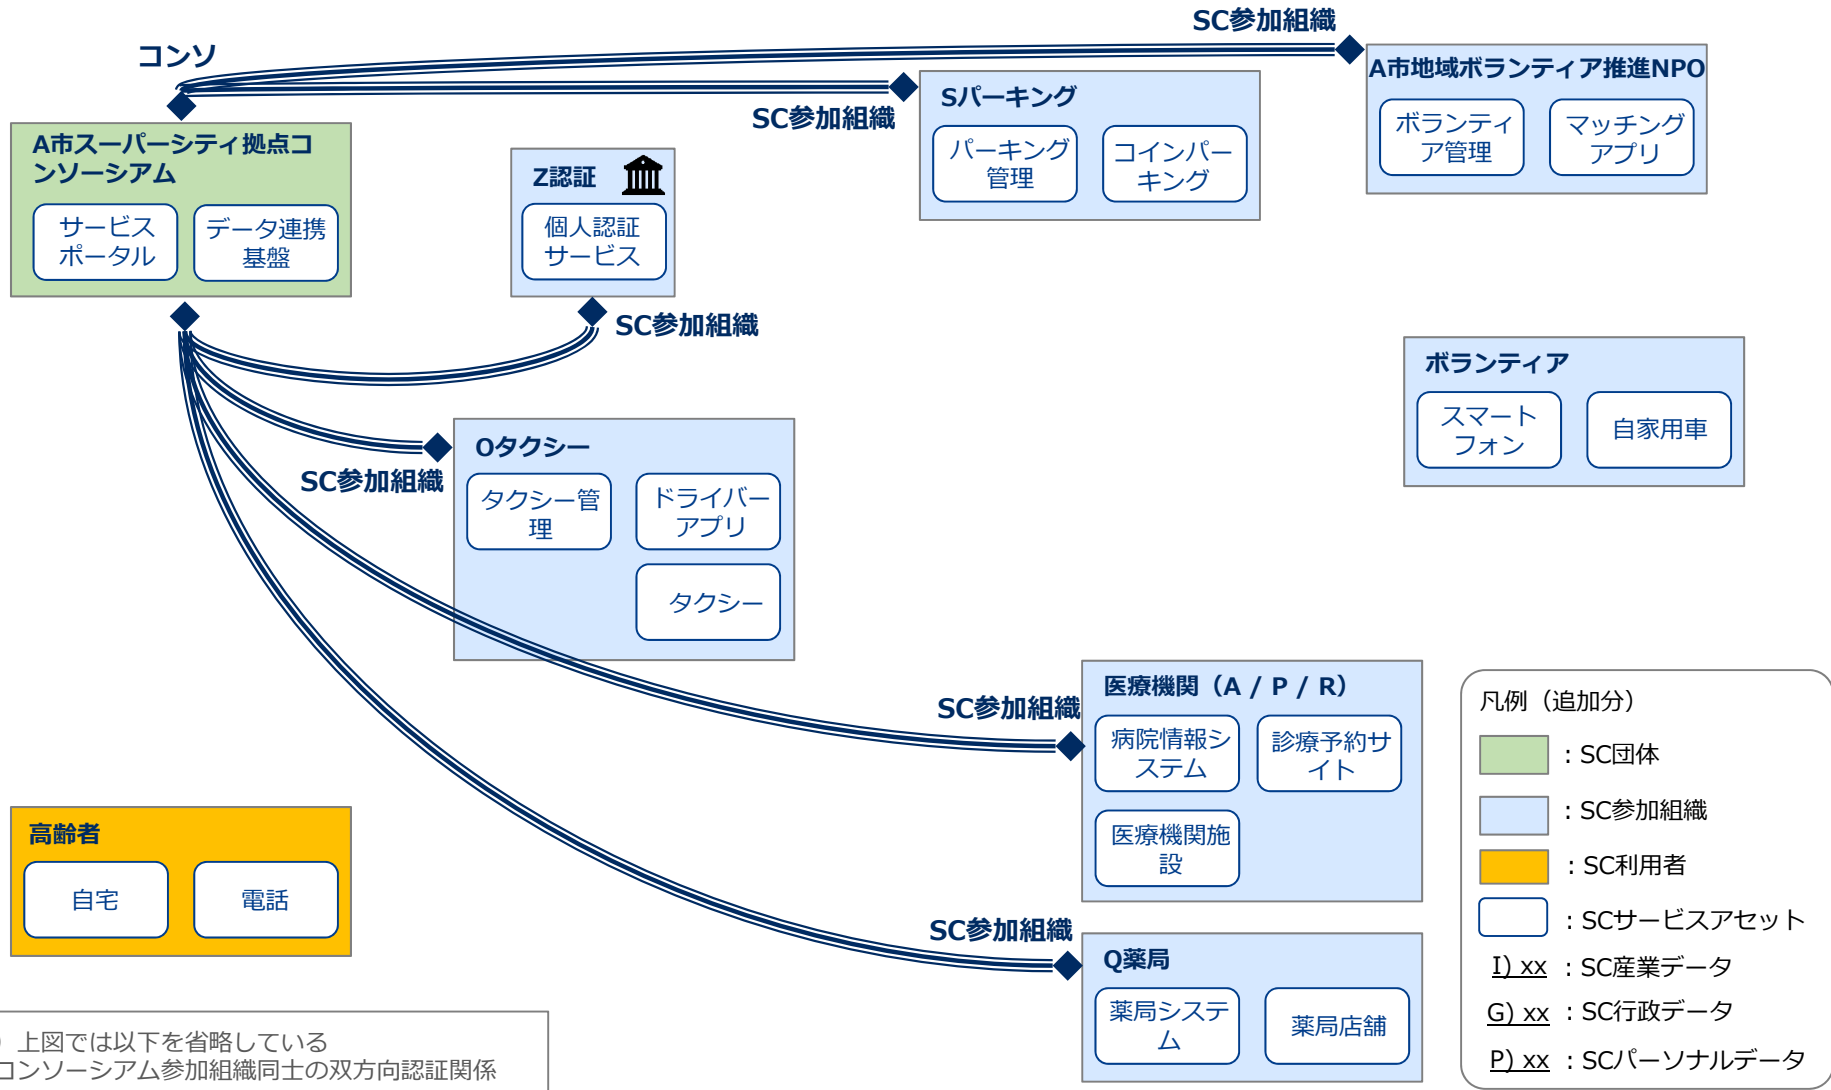 SC参加組織
コンソ
A市地域ボランティア推進NPO
ボランティ
ア管理
マッチング
アプリ
Sパーキング
SC参加組織
パーキング
管理
コインパー
キング
A市スーパーシティ拠点コ
ンソーシアム
サービス
ポータル
データ連携
基盤
Z認証
個人認証
サービス
SC参加組織
ボランティア
スマート
フォン
自家用車
Oタクシー
SC参加組織
タクシー管
理
ドライバー
アプリ
タクシー
医療機関（A / P / R）
SC参加組織
病院情報シ
ステム
診療予約サ
イト
医療機関施
設
高齢者
自宅
電話
SC参加組織
Q薬局
薬局システ
ム
薬局店舗
凡例（追加分）
：SC団体
：SC参加組織
：SC利用者
：SCサービスアセット
I) xx ：SC産業データ
G) xx ：SC行政データ
P) xx ：SCパーソナルデータ
）上図では以下を省略している
コンソーシアム参加組織同士の双方向認証関係